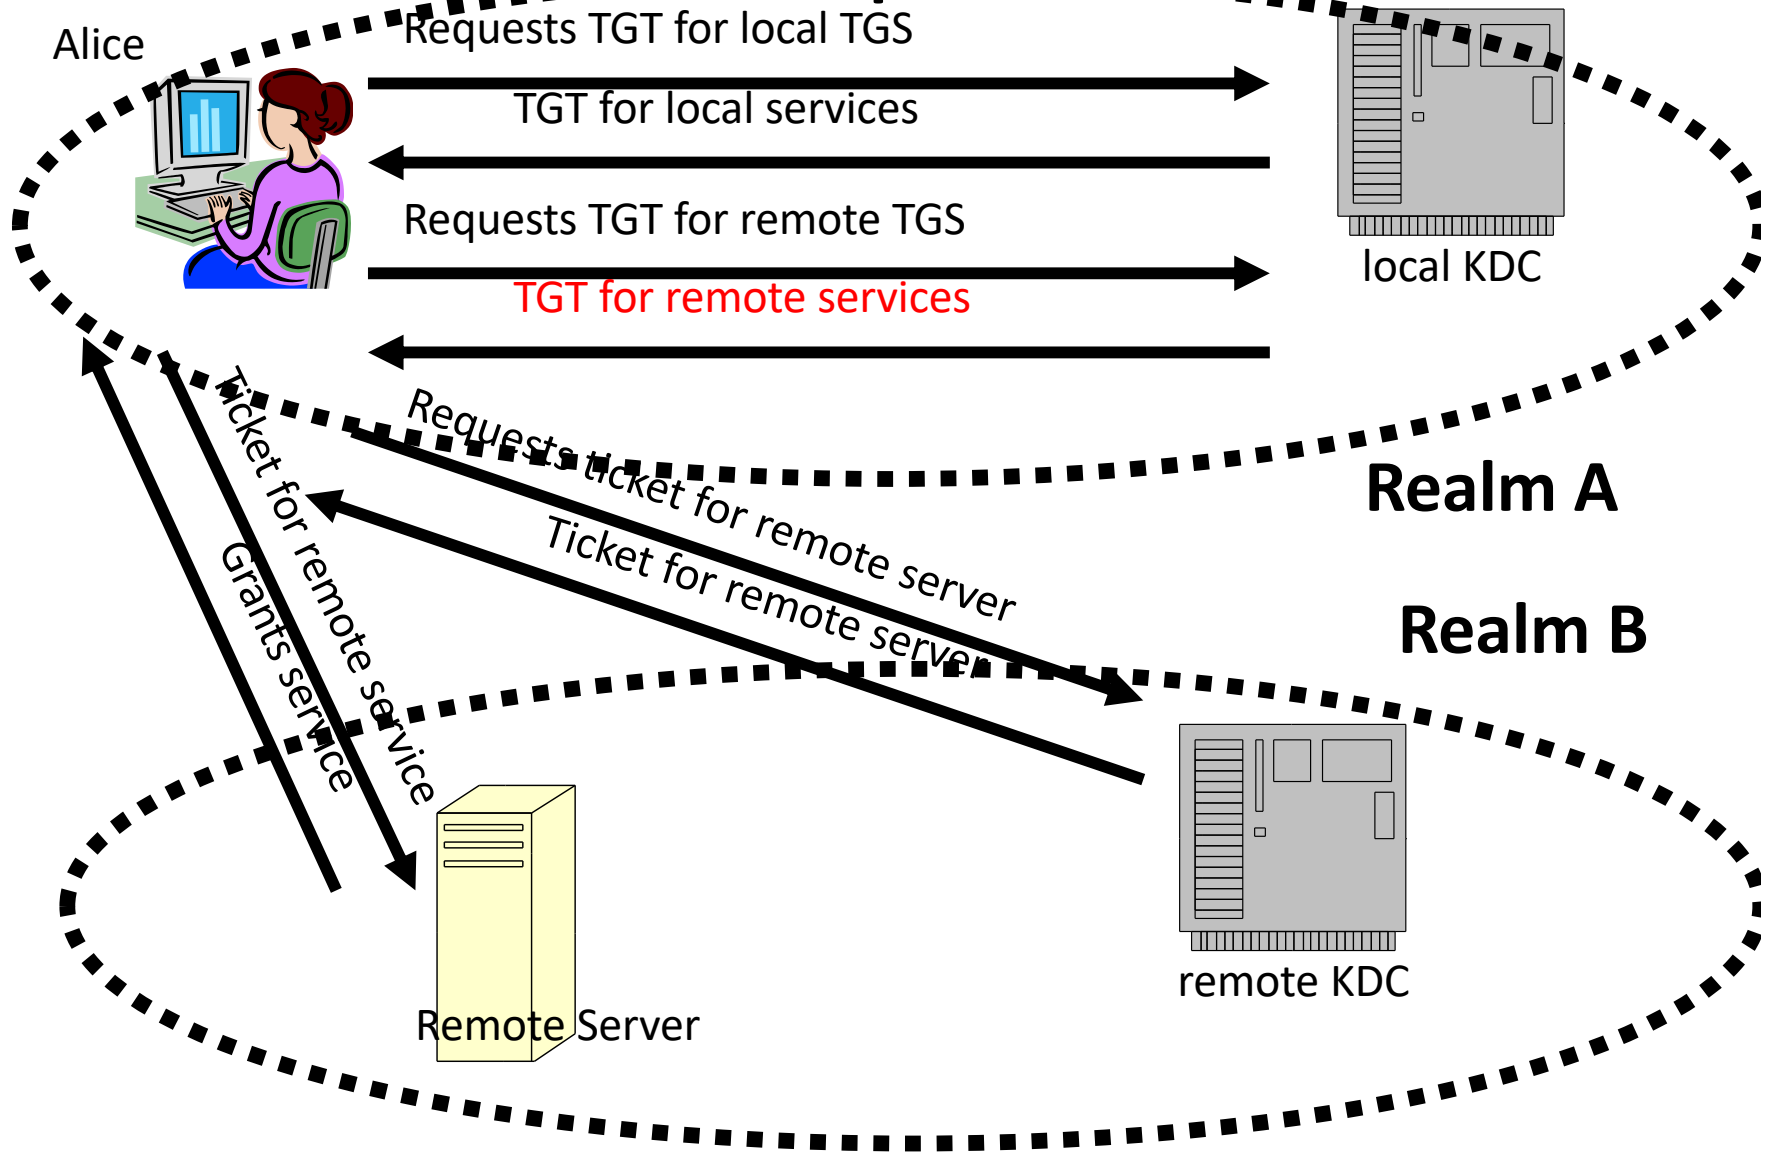 Alice
Requests TGT for local TGS
TGT for local services
Requests TGT for remote TGS
TGT for remote services
local KDC
Requests ticket for remote server
Ticket for remote server
Ticket for remote service
Grants service
Realm A
Realm B
remote KDC
Remote Server